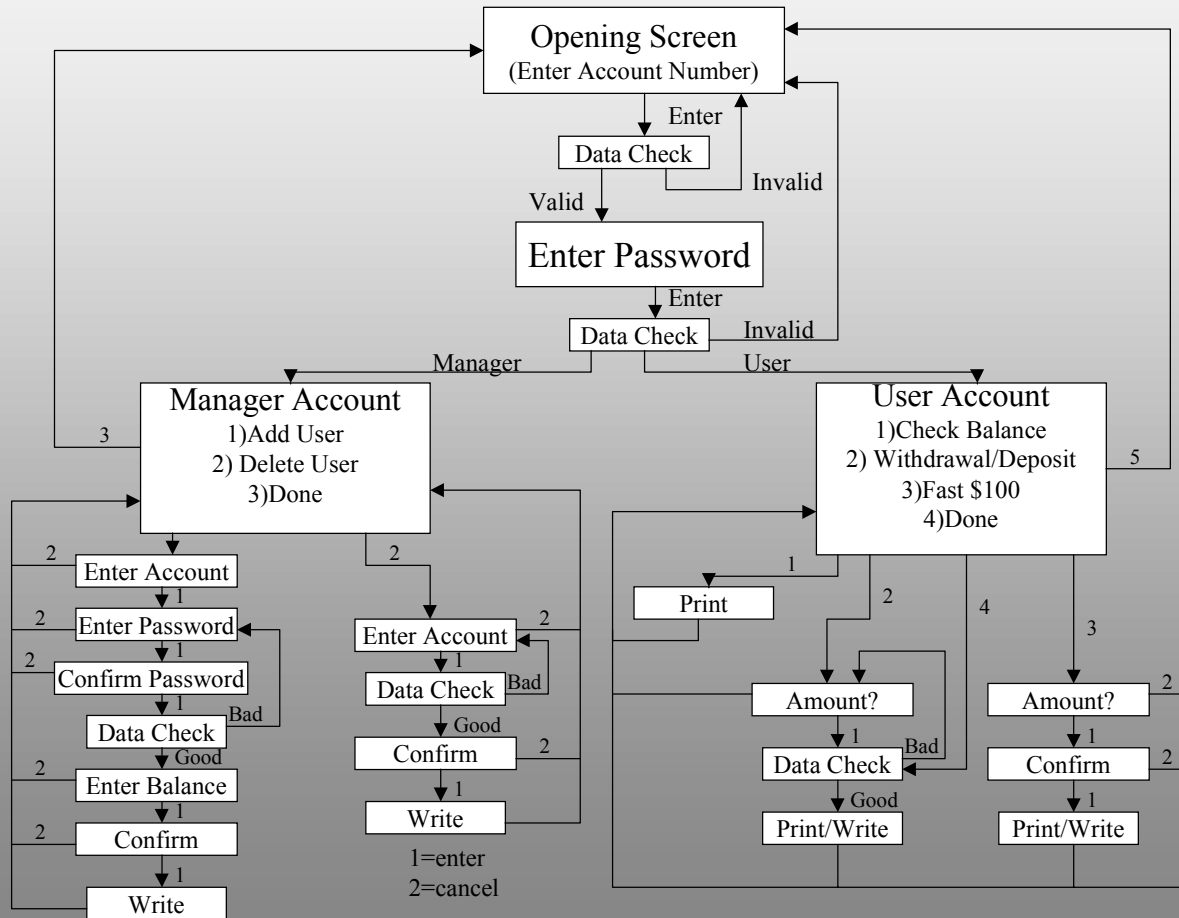 Opening Screen
(Enter Account Number)
Enter
Data Check
Invalid
Valid
Enter Password
Enter
Data Check
Invalid
Manager
User
Manager Account
1)Add User
2) Delete User
3)Done
3
User Account
1)Check Balance
2) Withdrawal/Deposit
3)Fast $100
4)Done
5
2
Enter Account
1
2
Enter Password
1
2
Confirm Password
1
Data Check
Bad
Good
2
Enter Balance
1
2
Confirm
1
Write
2
Enter Account
2
1
Data Check
Bad
Good
Confirm
2
1
Write
1=enter
2=cancel
1
Print
2
4
3
Amount?
1
Data Check
Bad
Good
Print/Write
Amount?
2
1
Confirm
2
1
Print/Write